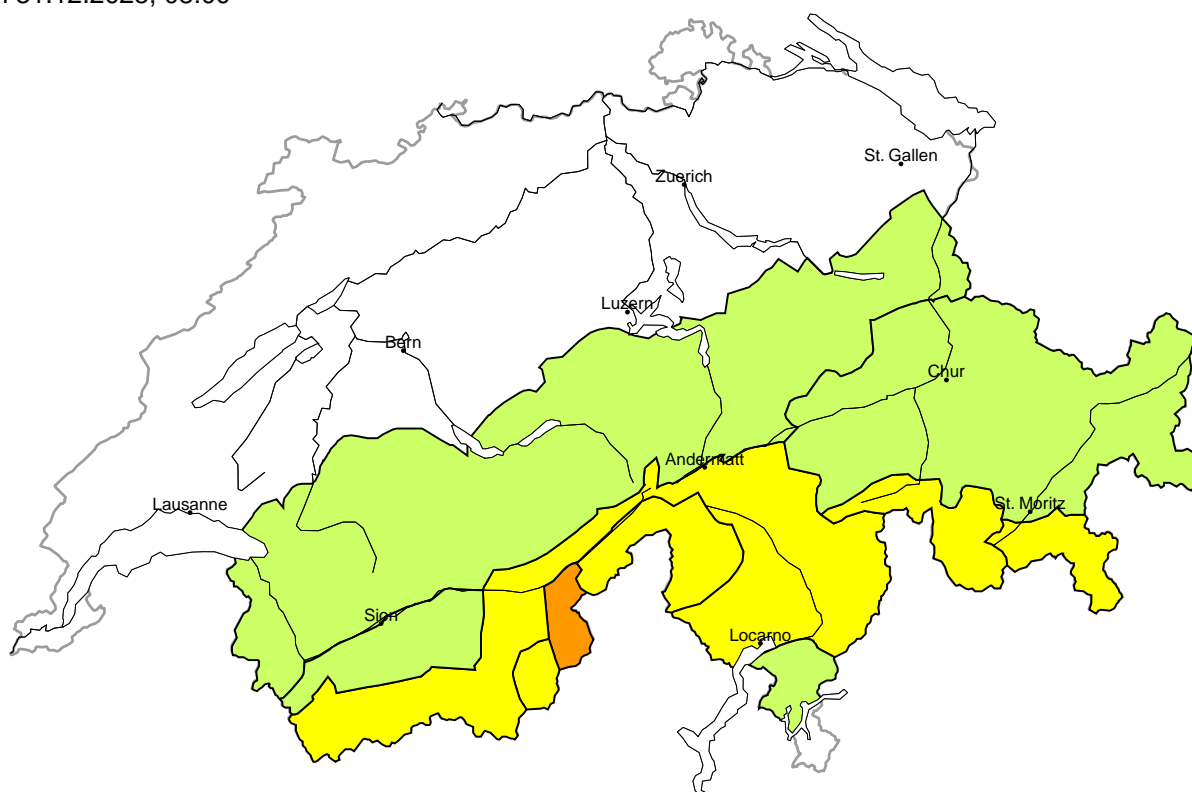 St. Gallen
Zuerich
Luzern
Bern
Chur
Andermatt
Lausanne
St. Moritz
Sion
Locarno